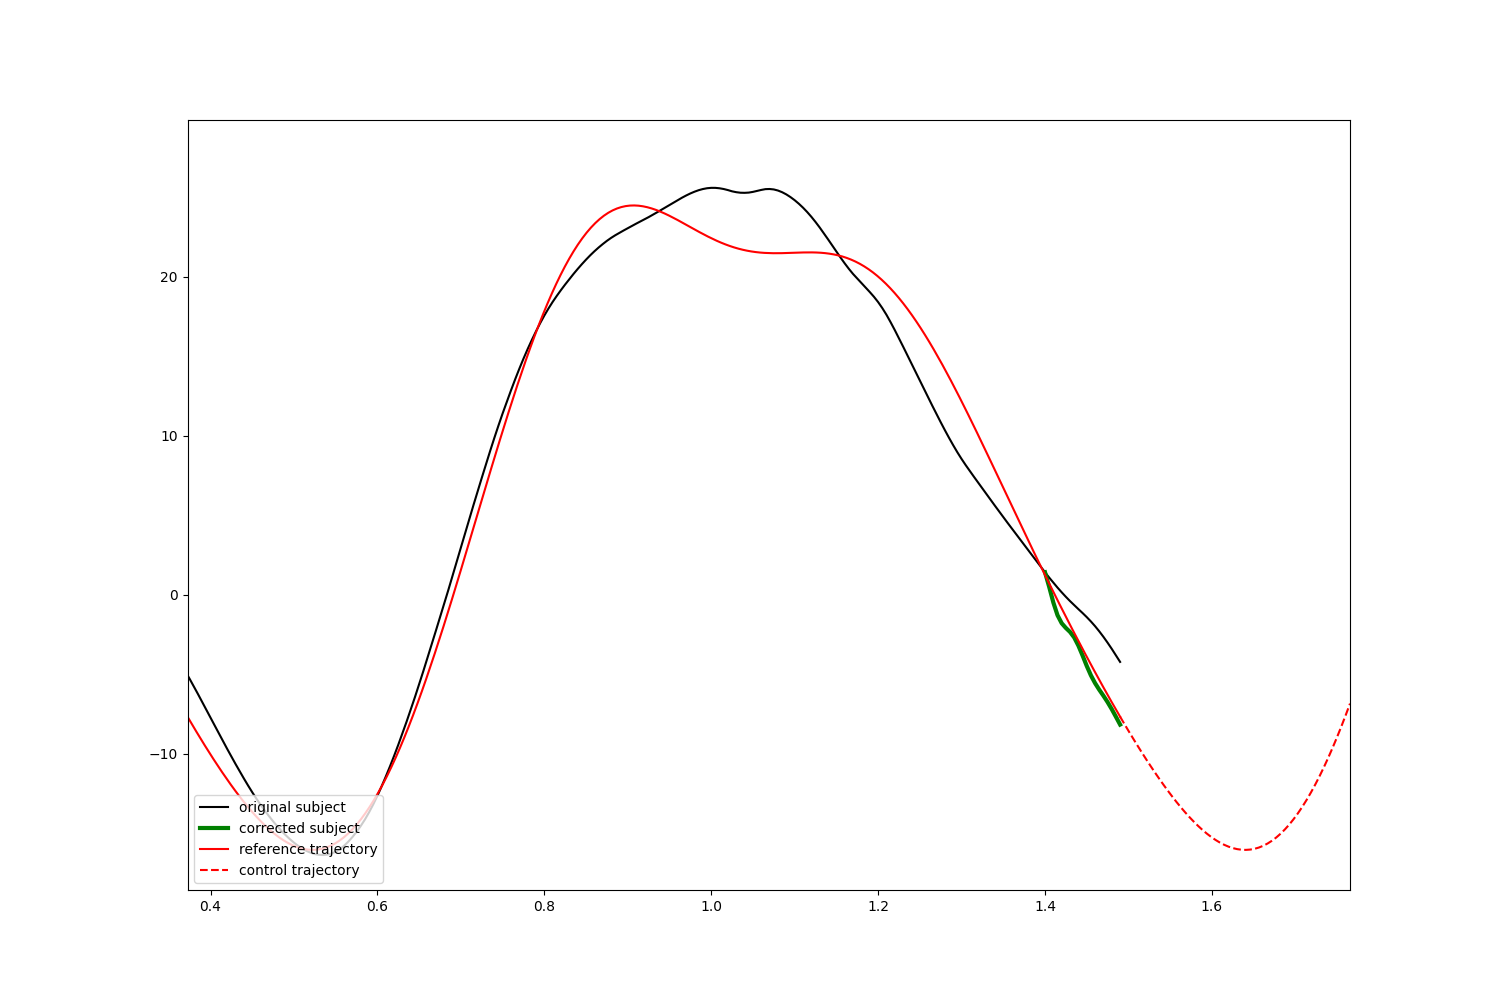 20
10
0
−10
original subject
corrected subject
reference trajectory
control trajectory
0.4 0.6 0.8 1.0 1.2 1.4 1.6